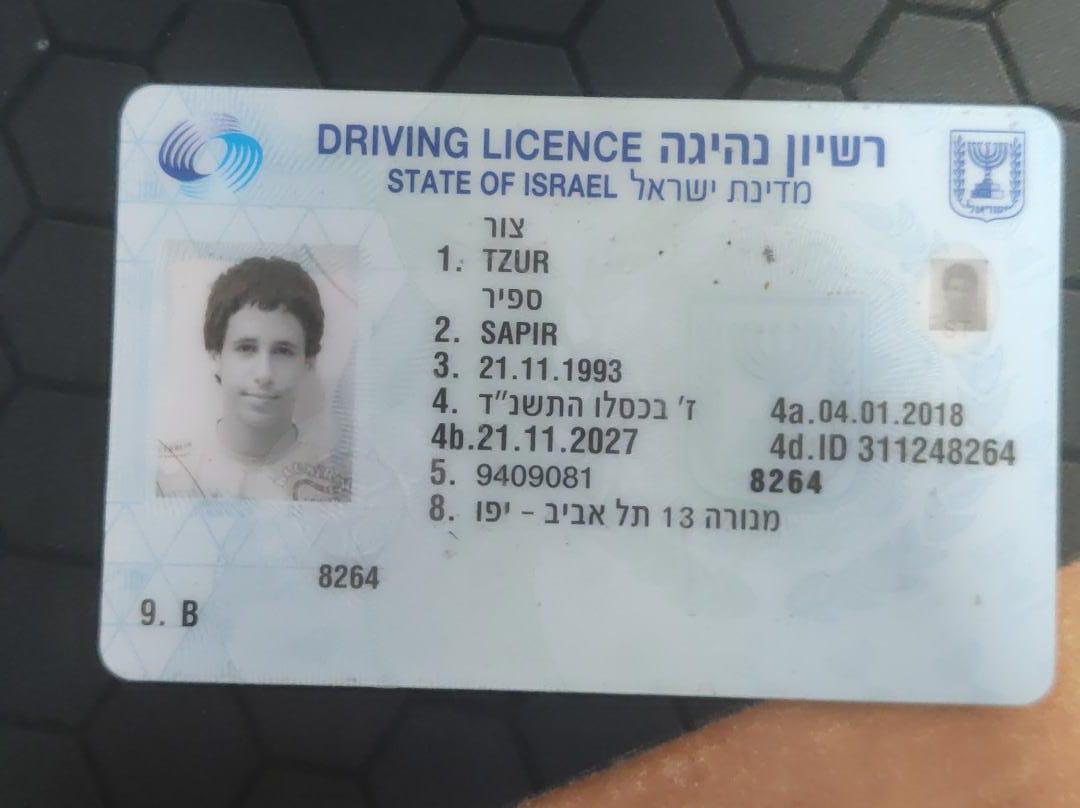 DRIVING LICENCE רשיון נהיגה
STATE OF ISRAEL מדינת ישראל
צור
1. TZUR
ספיר
2. SAPIR
3. 21.11.1993
4. ז' בכסלו התשנ"ד 4a.04.01.2018
4b.21.11.2027 4d.ID 311248264
5. 9409081 8264
8. מנורה 13 תל אביב - יפו
8264
9. B
ישראל
ST